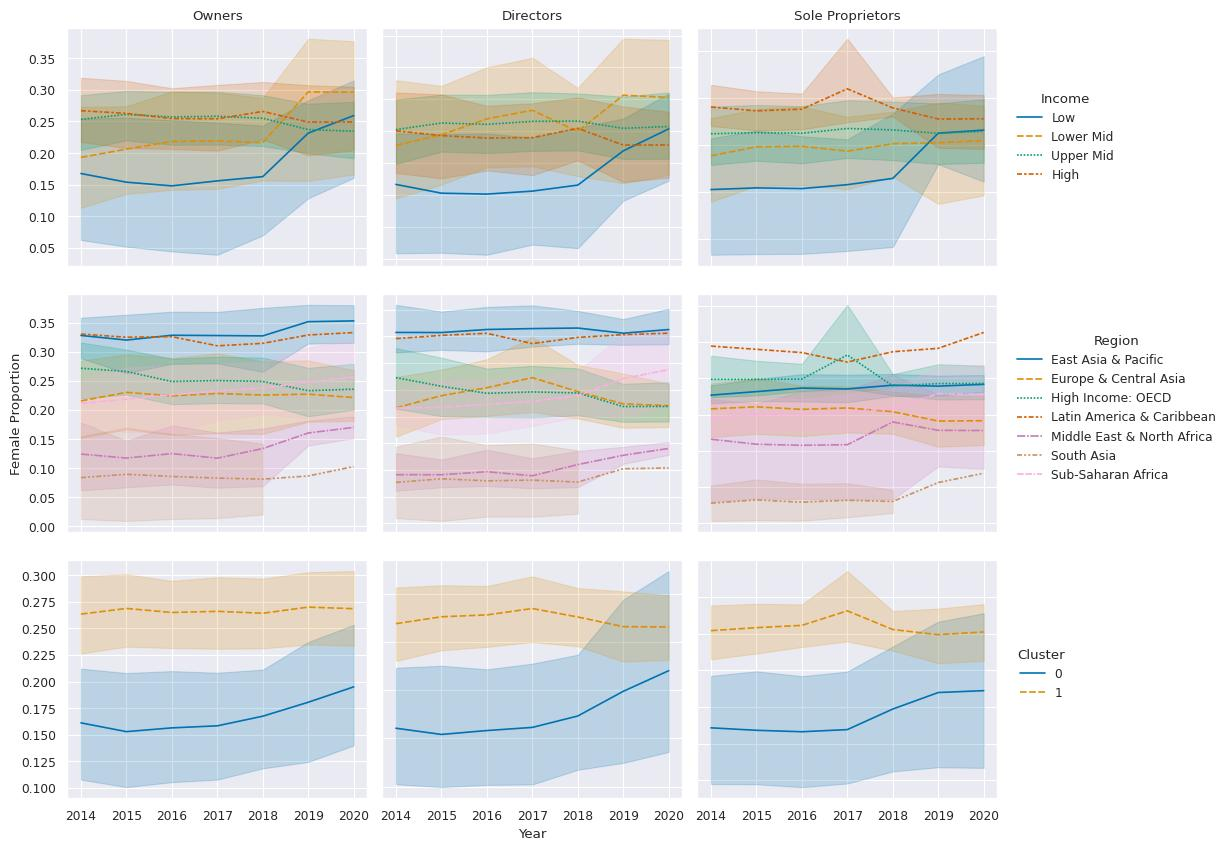 Owners
Directors
Sole Proprietors
0.35
0.30
0.25
0.20
0.15
0.10
0.05
Income
Low
Lower Mid
Upper Mid
High
Female Proportion
0.35
0.30
0.25
0.20
0.15
0.10
0.05
0.00
Region
East Asia & Pacific
Europe & Central Asia
High Income: OECD
Latin America & Caribbean
Middle East & North Africa
South Asia
Sub-Saharan Africa
0.300
0.275
0.250
0.225
0.200
0.175
0.150
0.125
0.100
Cluster
0
1
2014 2015 2016 2017 2018 2019 2020
2014 2015 2016 2017 2018 2019 2020
2014 2015 2016 2017 2018 2019 2020
Year